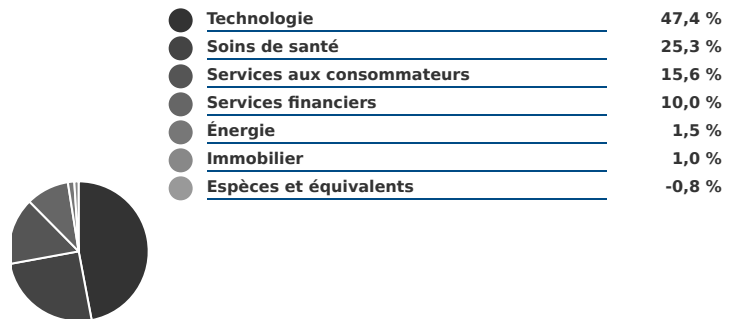 Technologie 47,4 %
Soins de santé 25,3 %
Services aux consommateurs 15,6 %
Services financiers 10,0 %
Énergie 1,5 %
Immobilier 1,0 %
Espèces et équivalents -0,8 %